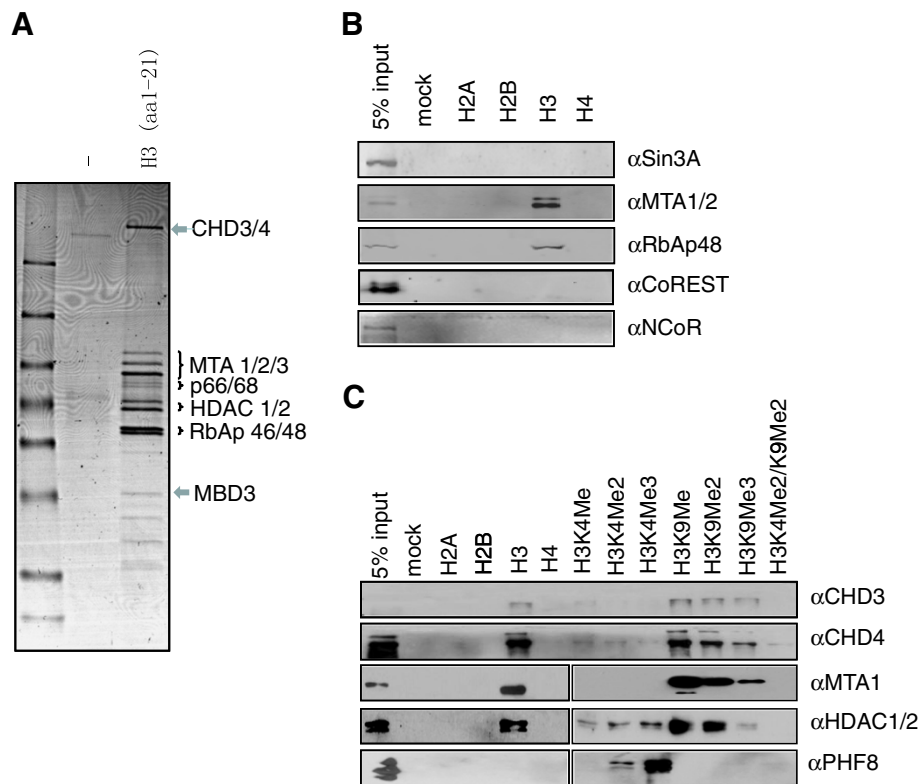 A
–
H3 (aa1-21)
CHD3/4
MTA 1/2/3
p66/68
HDAC 1/2
RbAp 46/48
MBD3
B
5% input
mock
H2A
H2B
H3
H4
αSin3A
αMTA1/2
αRbAp48
αCoREST
αNCoR
C
5% input
mock
H2A
H2B
H3
H4
H3K4Me
H3K4Me2
H3K4Me3
H3K9Me
H3K9Me2
H3K9Me3
H3K4Me2/K9Me2
αCHD3
αCHD4
αMTA1
αHDAC1/2
αPHF8